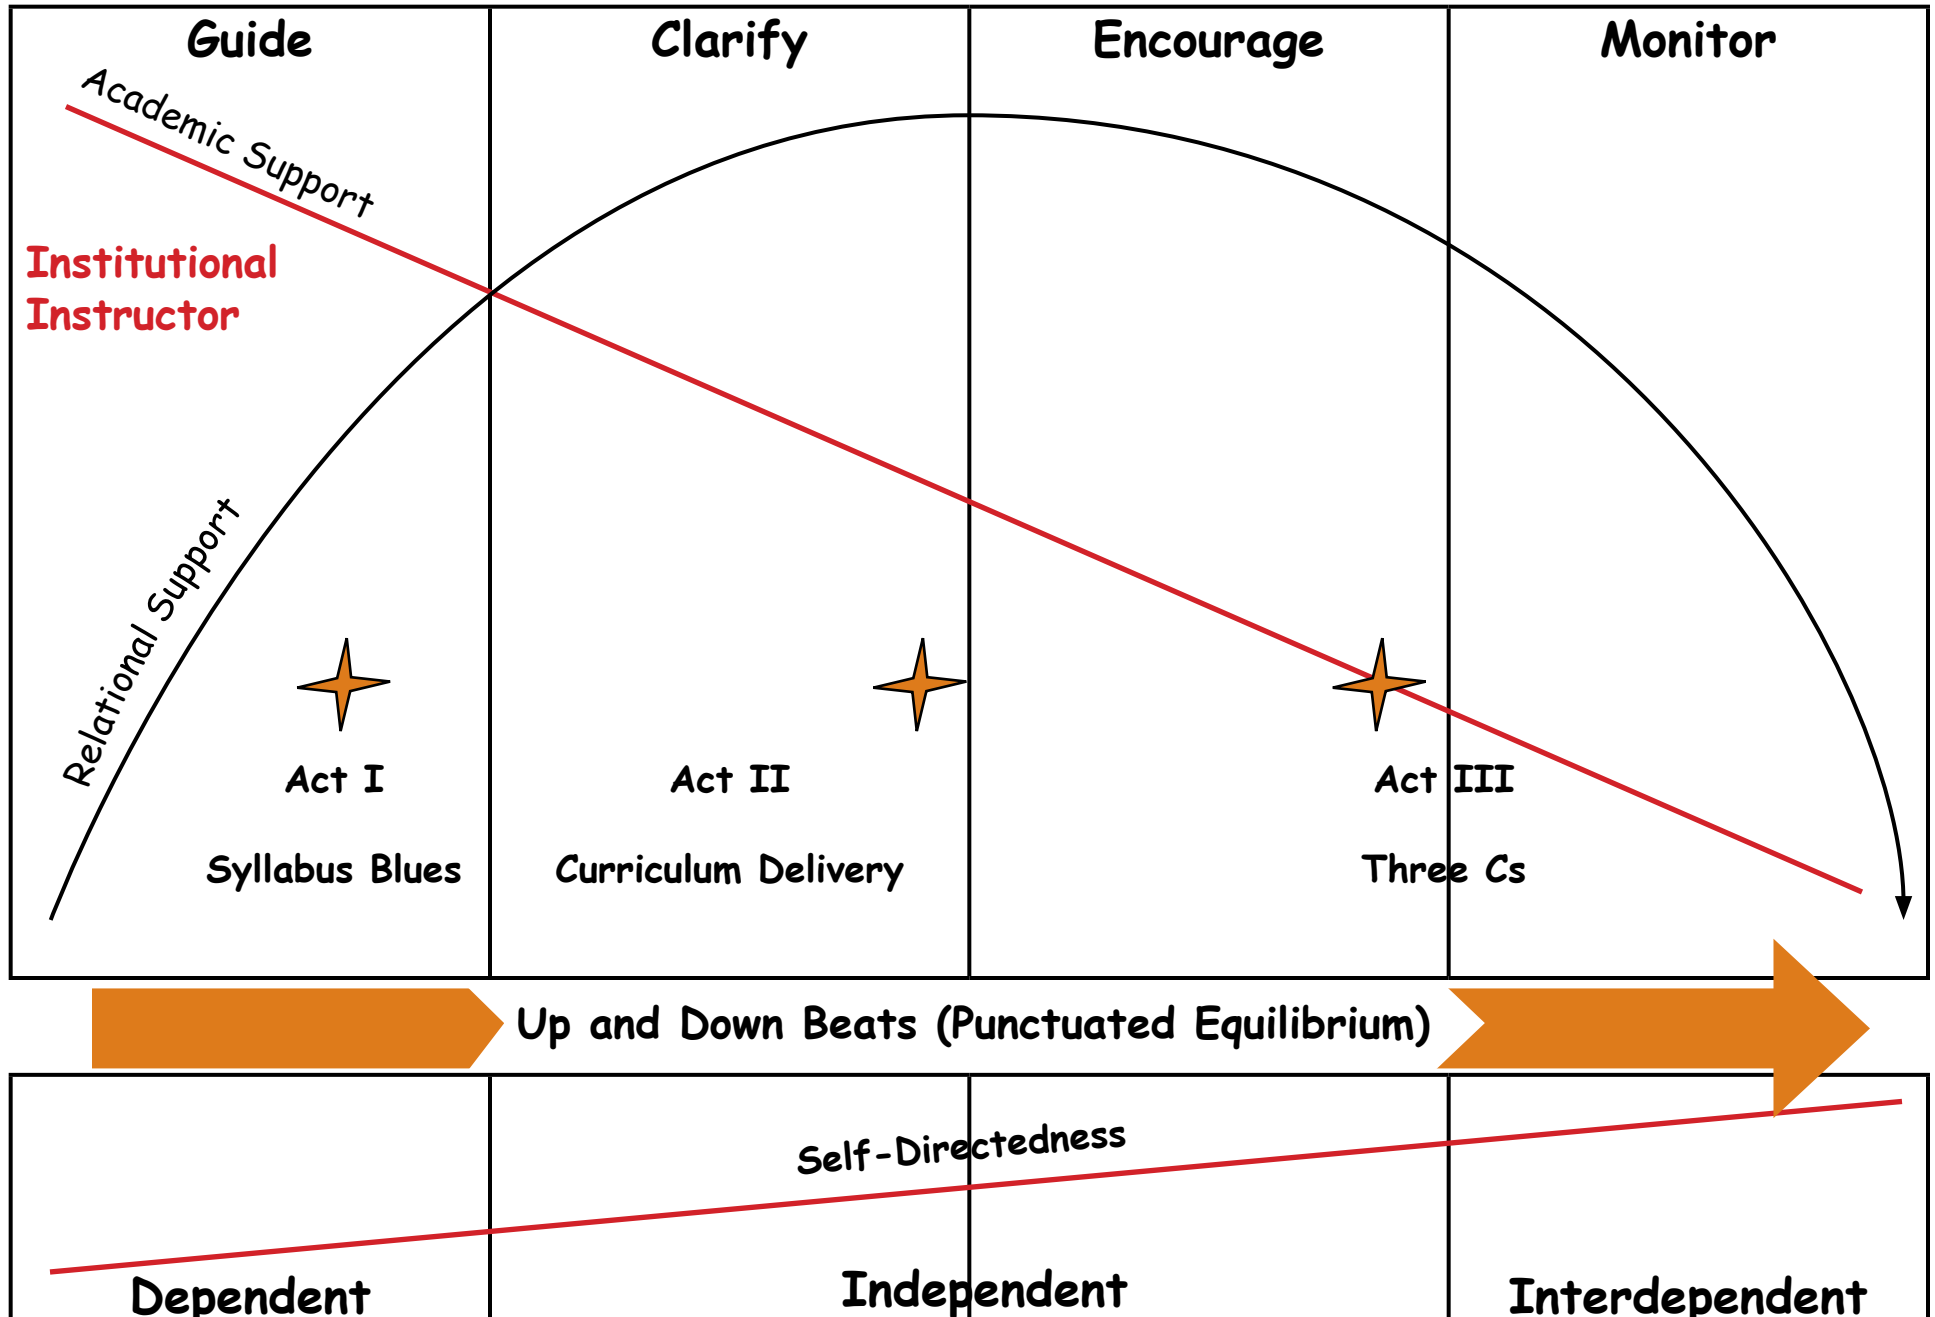 Guide
Clarify
Encourage
Monitor
Academic Support
Institutional
Instructor
Relational Support
Act I
Act II
Act III
Syllabus Blues
Curriculum Delivery
Three Cs
Up and Down Beats (Punctuated Equilibrium)
Self-Directedness
Dependent
Independent
Interdependent